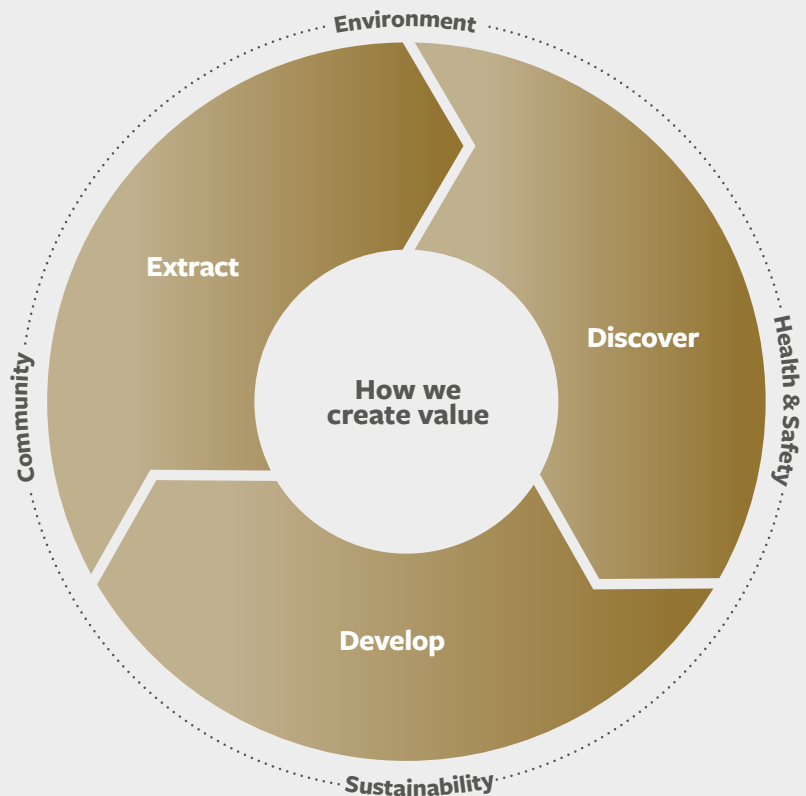 Environment
Extract
Discover
How we
create value
Community
Health & Safety
Develop
Sustainability